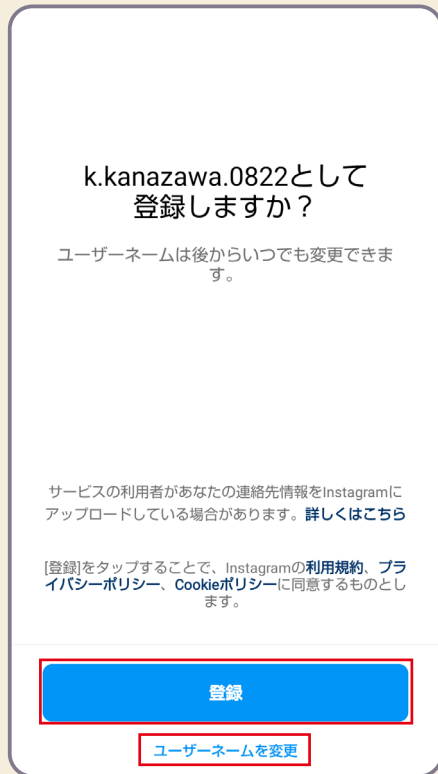 k.kanazawa.0822として
登録しますか？
ユーザーネームは後からいつでも変更できま
す。
サービスの利用者があなたの連絡先情報をInstagramに
アップロードしている場合があります。詳しくはこちら
[登録]をタップすることで、Instagramの利用規約、プラ
イバシーポリシー、Cookieポリシーに同意するものとし
ます。
登録
ユーザーネームを変更